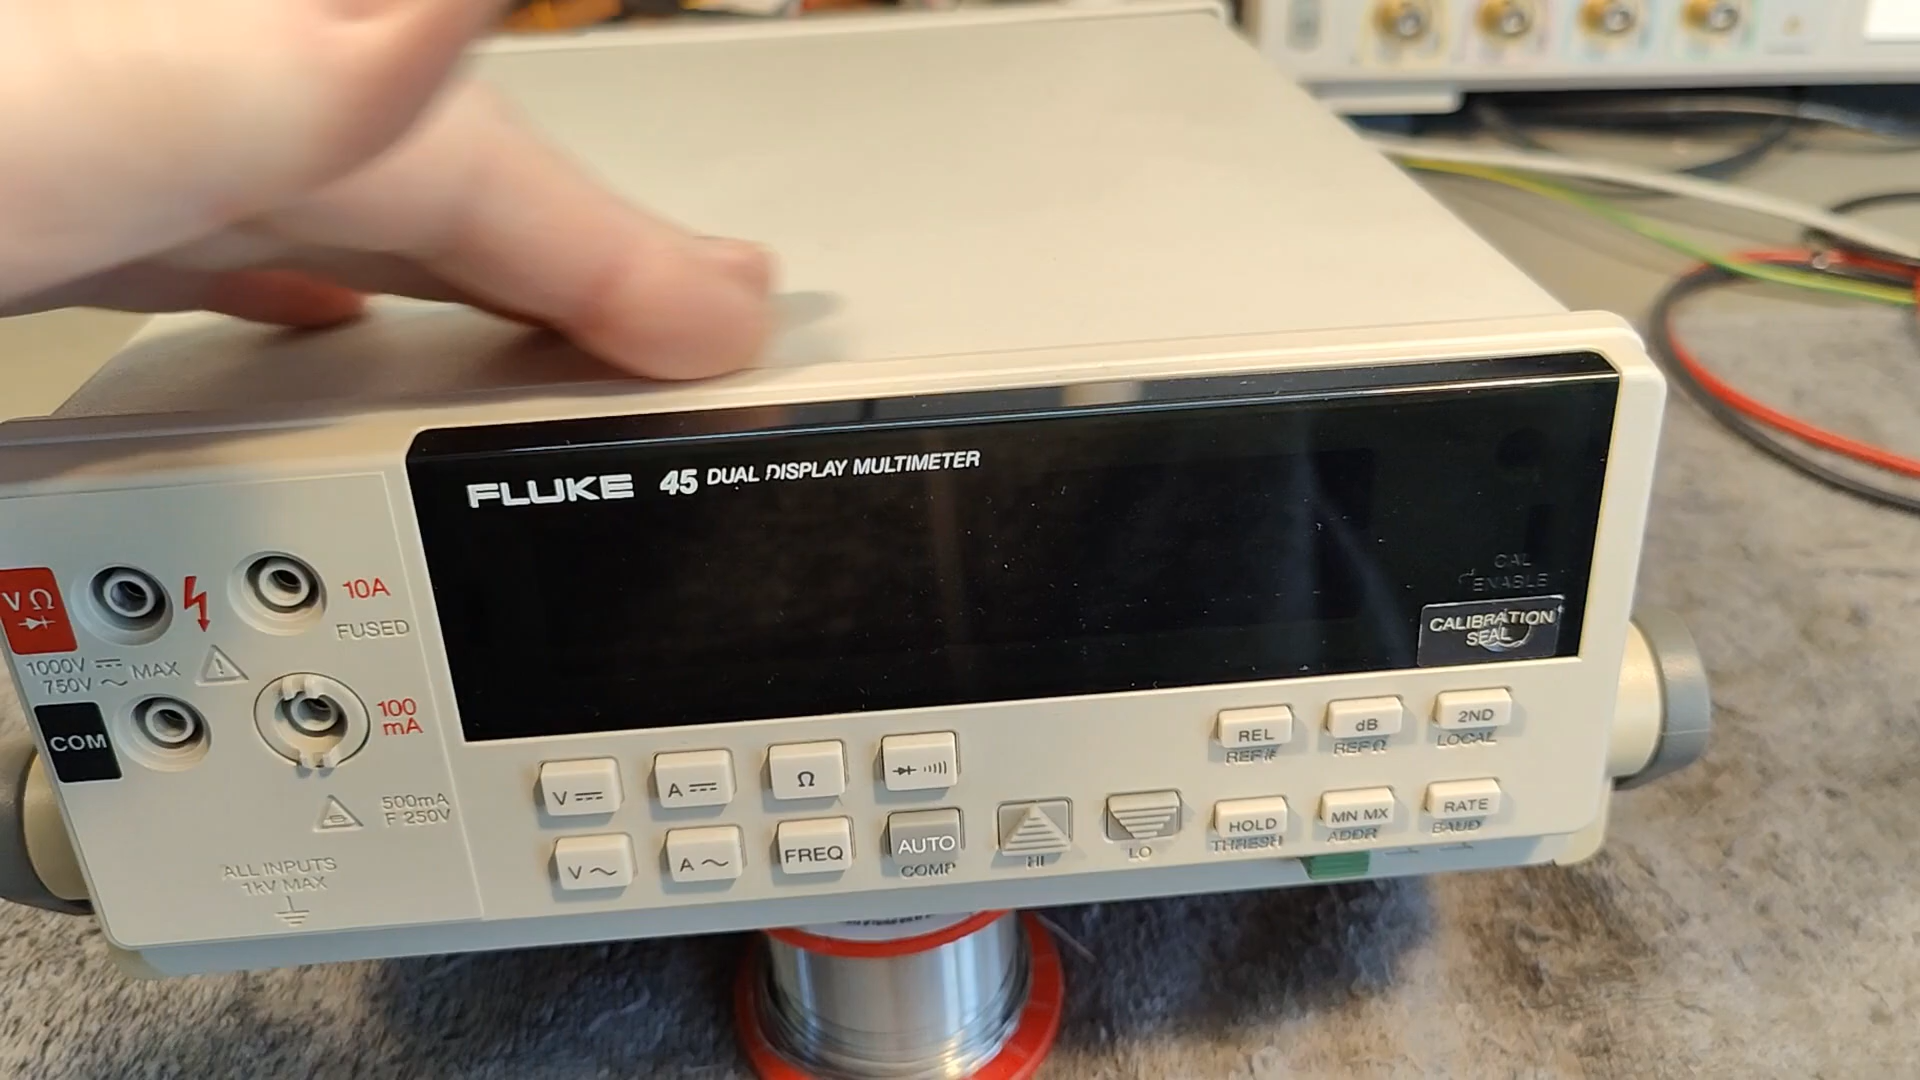 FLUKE 45 DUAL DISPLAY MULTIMETER
CAL
ENABLE
CALIBRATION
SEAL
VΩ
10A
FUSED
1000V ⎓ MAX
750V ∼
COM
100
mA
500mA
F 250V
ALL INPUTS
1kV MAX
V ⎓
A ⎓
Ω
V ∼
A ∼
FREQ
AUTO
COMP
HI
LO
REL
REF #
dB
REF Ω
2ND
LOCAL
HOLD
THRESH
MN MX
ADDR
RATE
BAUD